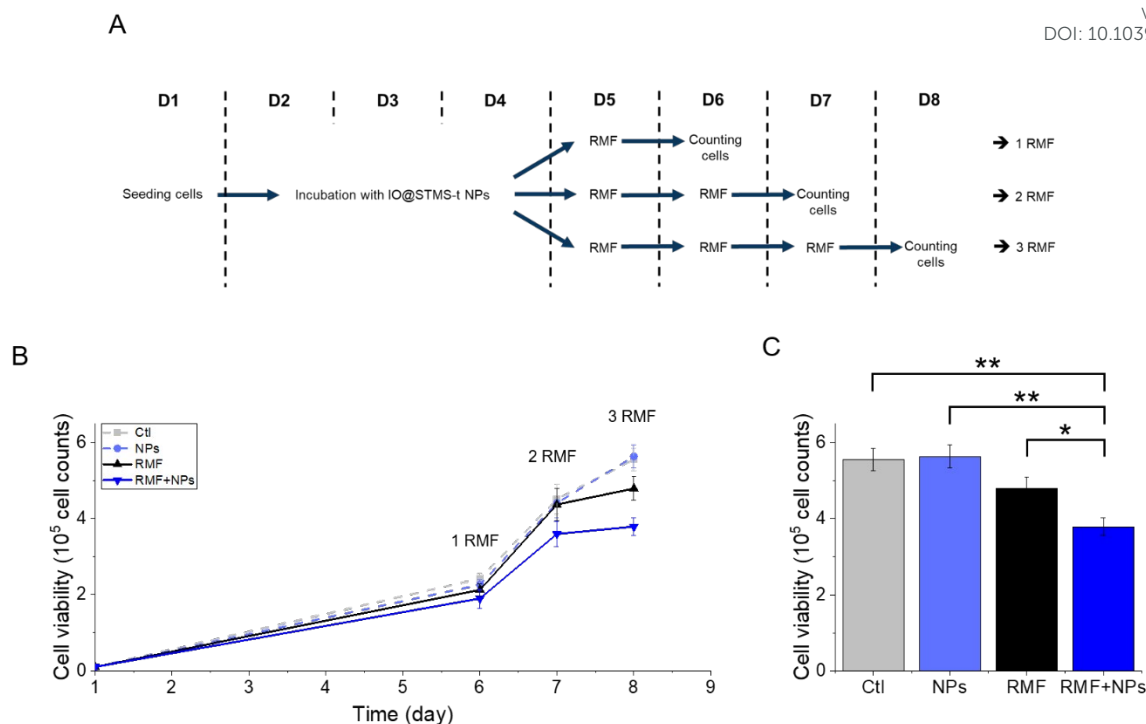 A
DOI: 10.1039
D1 D2 D3 D4 D5 D6 D7 D8
RMF Counting cells ➔ 1 RMF
Seeding cells Incubation with IO@STMS-t NPs RMF RMF Counting cells ➔ 2 RMF
RMF RMF RMF Counting cells ➔ 3 RMF
B
Cell viability (10⁵ cell counts)
6
4
2
0
Ctl
NPs
RMF
RMF+NPs
1 RMF
2 RMF
3 RMF
1 2 3 4 5 6 7 8 9
Time (day)
C
Cell viability (10⁵ cell counts)
6
4
2
0
**
**
*
Ctl NPs RMF RMF+NPs